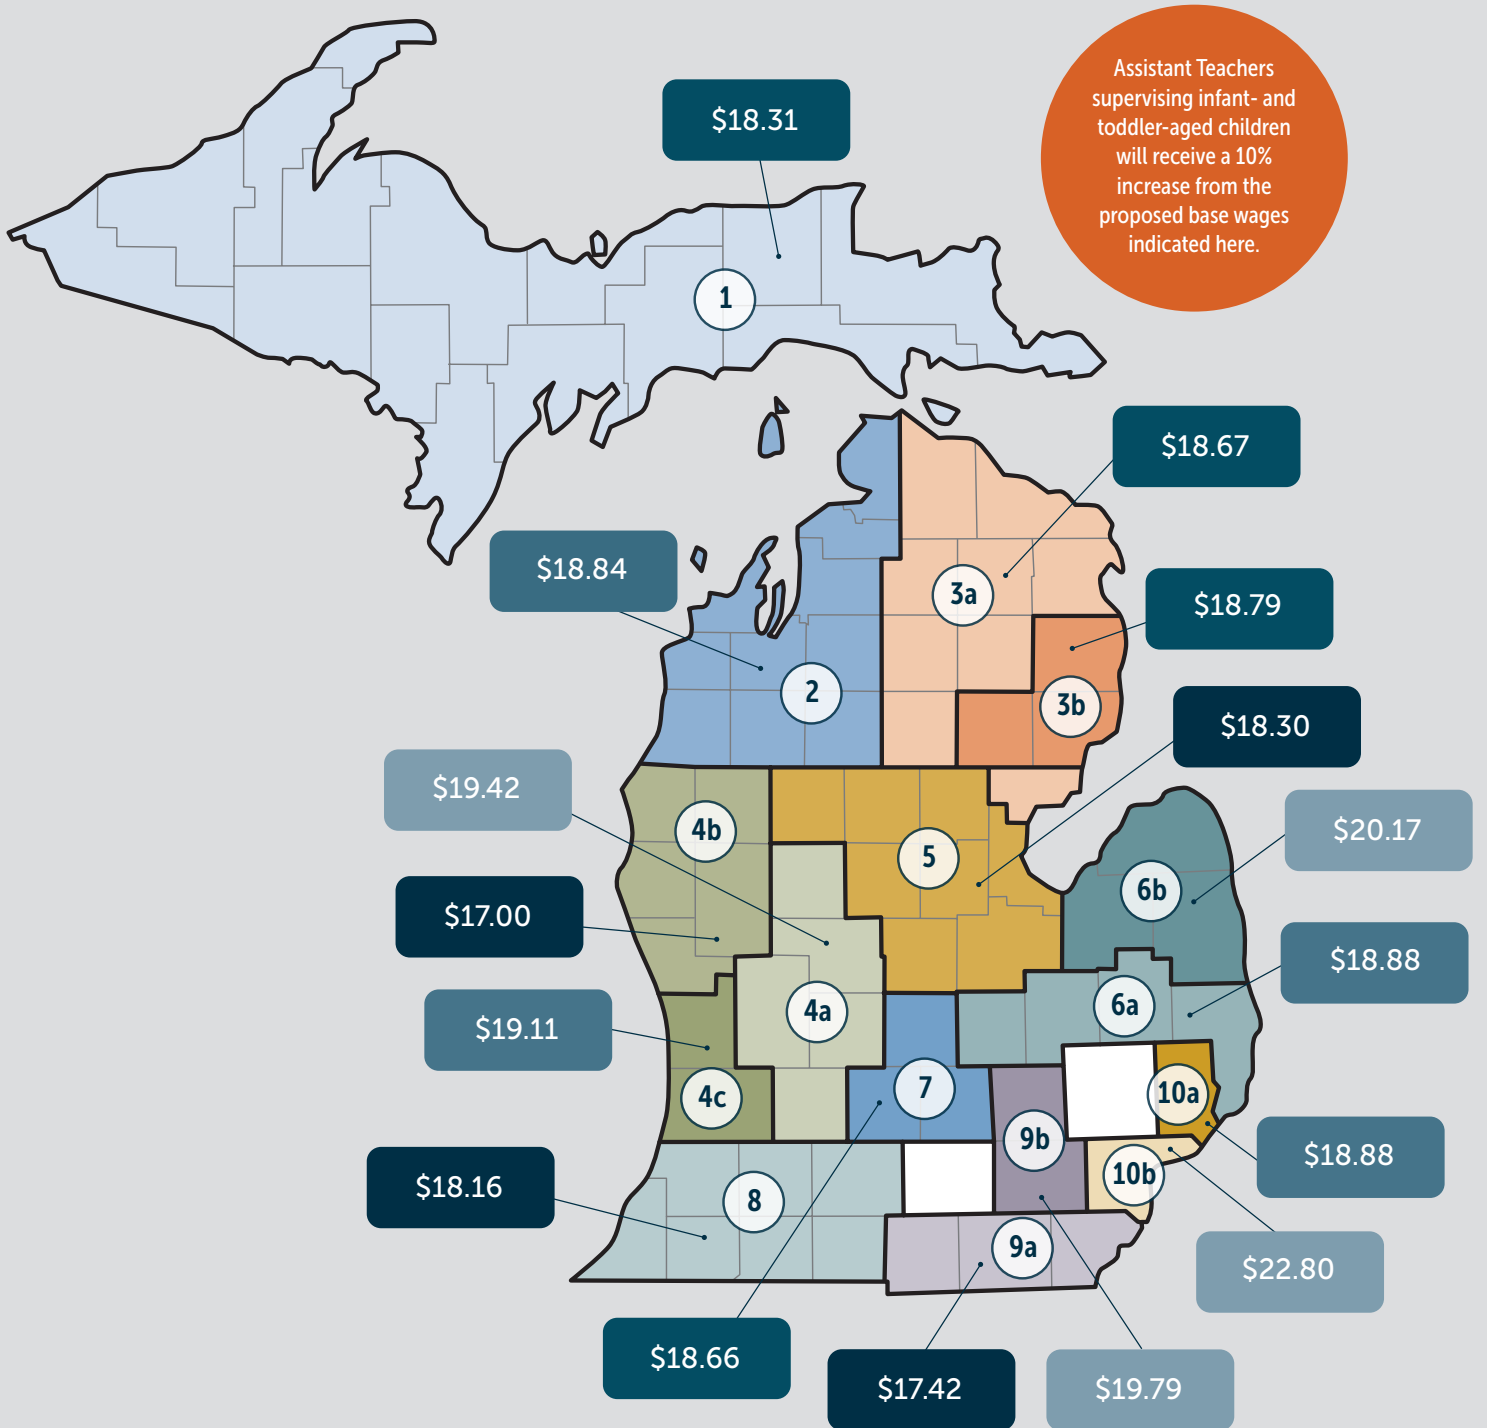 Assistant Teachers
supervising infant- and
toddler-aged children
will receive a 10%
increase from the
proposed base wages
indicated here.
$18.31
1
$18.67
$18.84
3a
$18.79
2
3b
$18.30
$19.42
4b
5
$20.17
6b
$17.00
$18.88
4a
6a
$19.11
4c
7
10a
9b
$18.88
10b
$18.16
8
9a
$22.80
$18.66
$17.42
$19.79